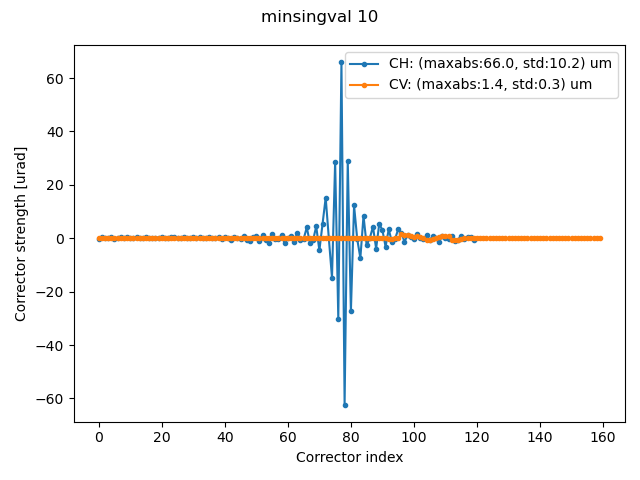 minsingval 10
CH: (maxabs:66.0, std:10.2) um
CV: (maxabs:1.4, std:0.3) um
Corrector strength [urad]
60
40
20
0
−20
−40
−60
0 20 40 60 80 100 120 140 160
Corrector index